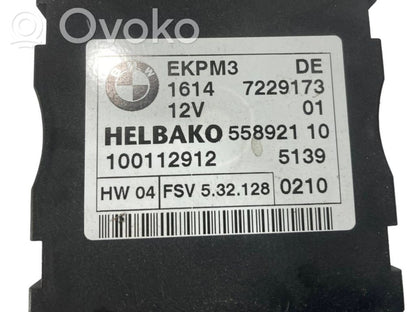 Ovoko
BMW
EKPM3 DE
1614 7229173
12V 01
HELBAKO 558921 10
100112912 5139
HW 04 FSV 5.32.128 0210